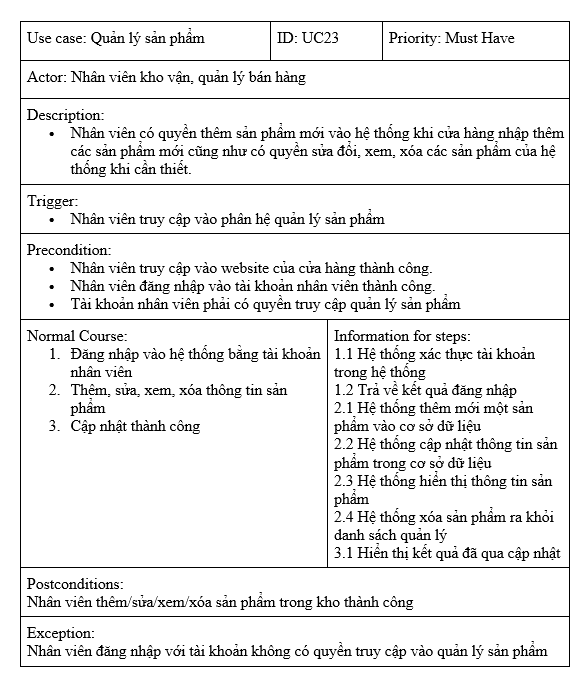 Use case: Quản lý sản phẩm
ID: UC23
Priority: Must Have
Actor: Nhân viên kho vận, quản lý bán hàng
Description:
• Nhân viên có quyền thêm sản phẩm mới vào hệ thống khi cửa hàng nhập thêm
các sản phẩm mới cũng như có quyền sửa đổi, xem, xóa các sản phẩm của hệ
thống khi cần thiết.
Trigger:
• Nhân viên truy cập vào phân hệ quản lý sản phẩm
Precondition:
• Nhân viên truy cập vào website của cửa hàng thành công.
• Nhân viên đăng nhập vào tài khoản nhân viên thành công.
• Tài khoản nhân viên phải có quyền truy cập quản lý sản phẩm
Normal Course:
1. Đăng nhập vào hệ thống bằng tài khoản
nhân viên
2. Thêm, sửa, xem, xóa thông tin sản
phẩm
3. Cập nhật thành công
Information for steps:
1.1 Hệ thống xác thực tài khoản
trong hệ thống
1.2 Trả về kết quả đăng nhập
2.1 Hệ thống thêm mới một sản
phẩm vào cơ sở dữ liệu
2.2 Hệ thống cập nhật thông tin sản
phẩm trong cơ sở dữ liệu
2.3 Hệ thống hiển thị thông tin sản
phẩm
2.4 Hệ thống xóa sản phẩm ra khỏi
danh sách quản lý
3.1 Hiển thị kết quả đã qua cập nhật
Postconditions:
Nhân viên thêm/sửa/xem/xóa sản phẩm trong kho thành công
Exception:
Nhân viên đăng nhập với tài khoản không có quyền truy cập vào quản lý sản phẩm